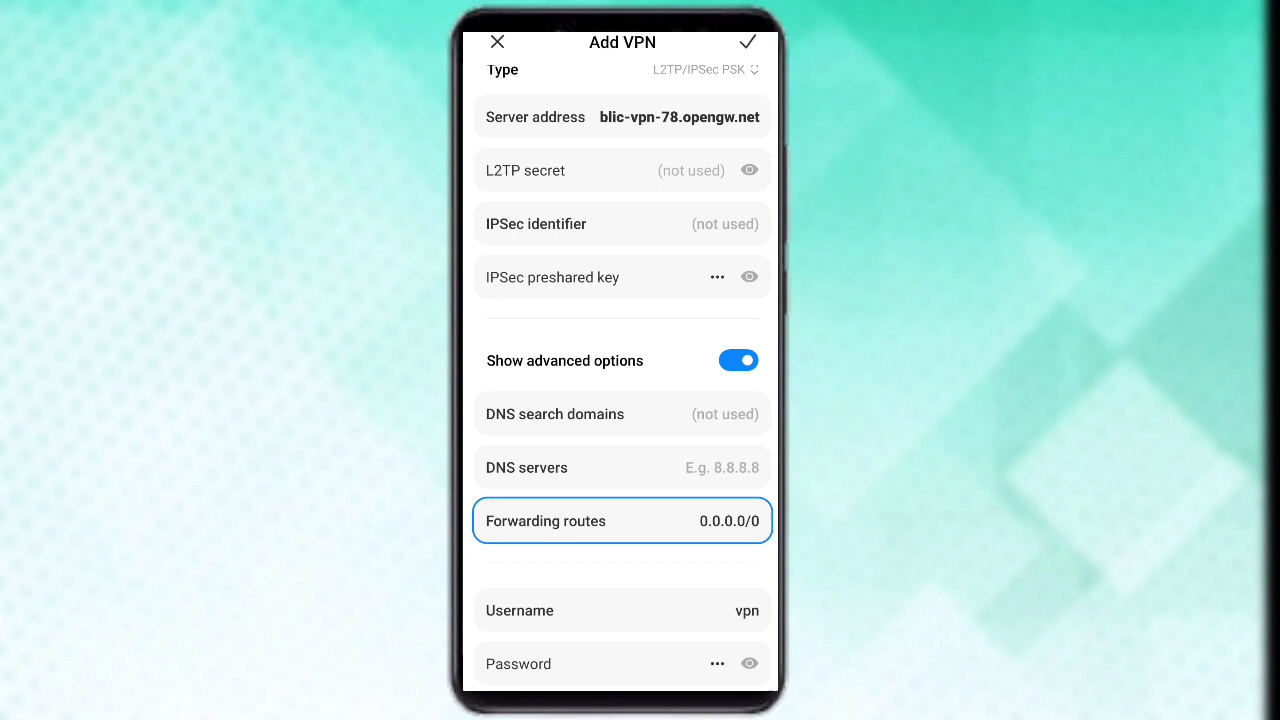 Add VPN
Type L2TP/IPSec PSK
Server address blic-vpn-78.opengw.net
L2TP secret (not used)
IPSec identifier (not used)
IPSec preshared key •••
Show advanced options
DNS search domains (not used)
DNS servers E.g. 8.8.8.8
Forwarding routes 0.0.0.0/0
Username vpn
Password •••